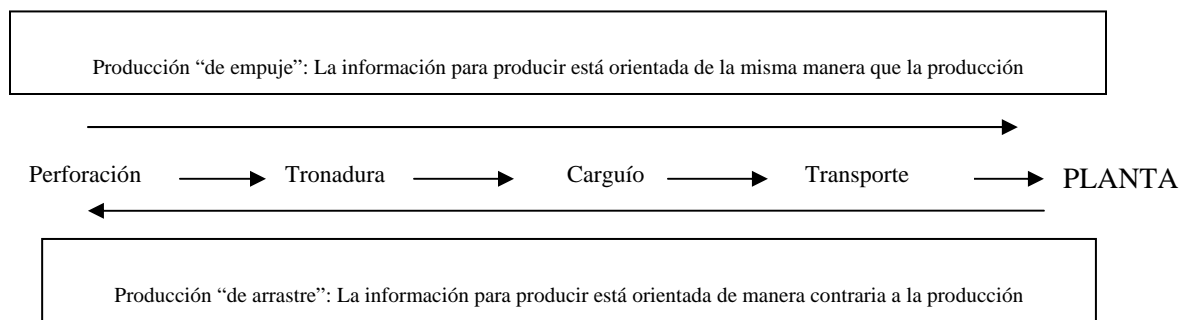 Producción “de empuje”: La información para producir está orientada de la misma manera que la producción
Perforación Tronadura Carguío Transporte PLANTA
Producción “de arrastre”: La información para producir está orientada de manera contraria a la producción